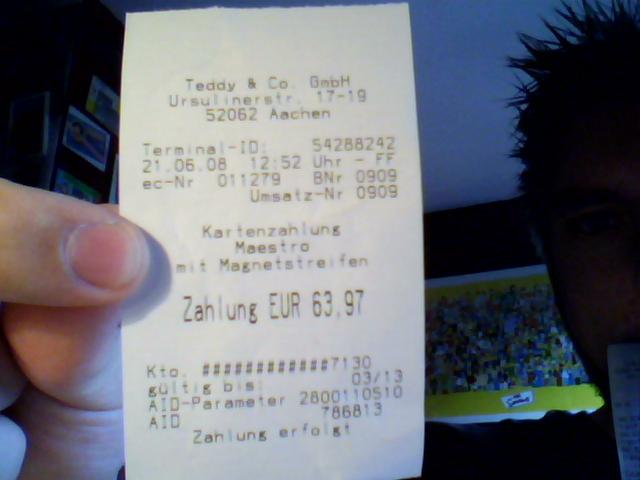 Teddy & Co. GmbH
Ursulinerstr. 17-19
52062 Aachen
Terminal-ID: 54288242
21.06.08 12:52 Uhr - FF
ec-Nr 011279 BNr 0909
Umsatz-Nr 0909
Kartenzahlung
Maestro
mit Magnetstreifen
Zahlung EUR 63,97
Kto. ############7130
gültig bis: 03/13
AID-Parameter 2800110510
AID 786813
Zahlung erfolgt